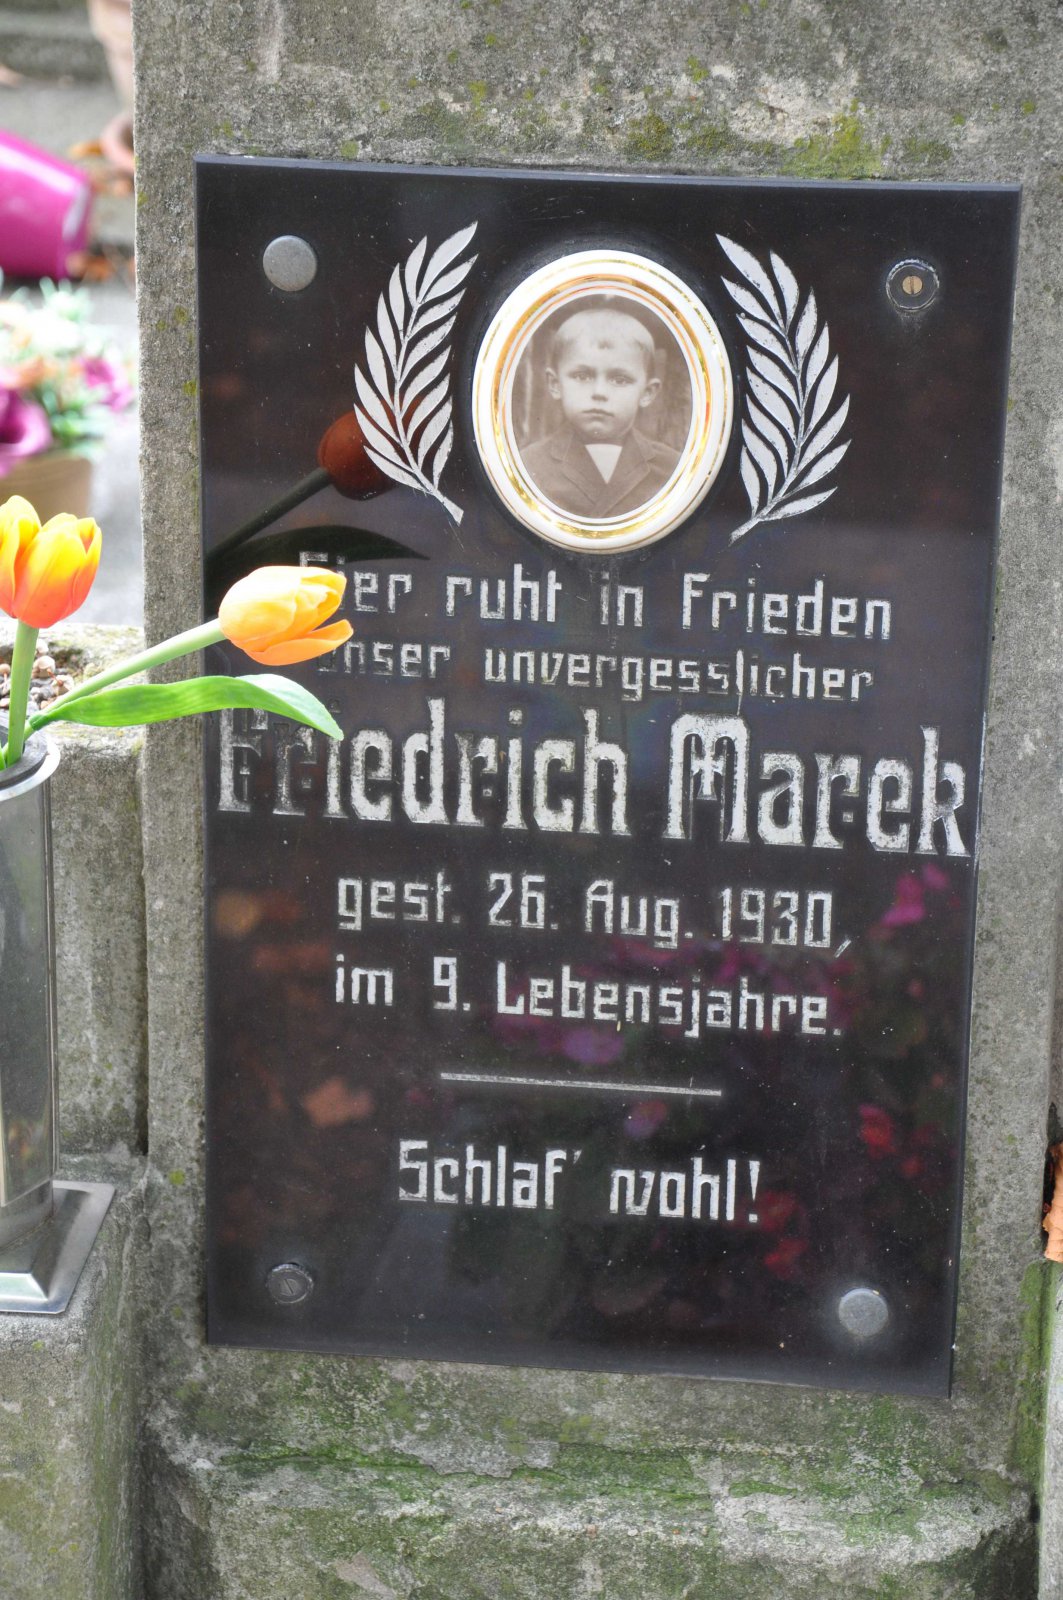 Hier ruht in Frieden
unser unvergesslicher
Friedrich Marek
gest. 26. Aug. 1930,
im 9. Lebensjahre.
Schlaf' wohl!